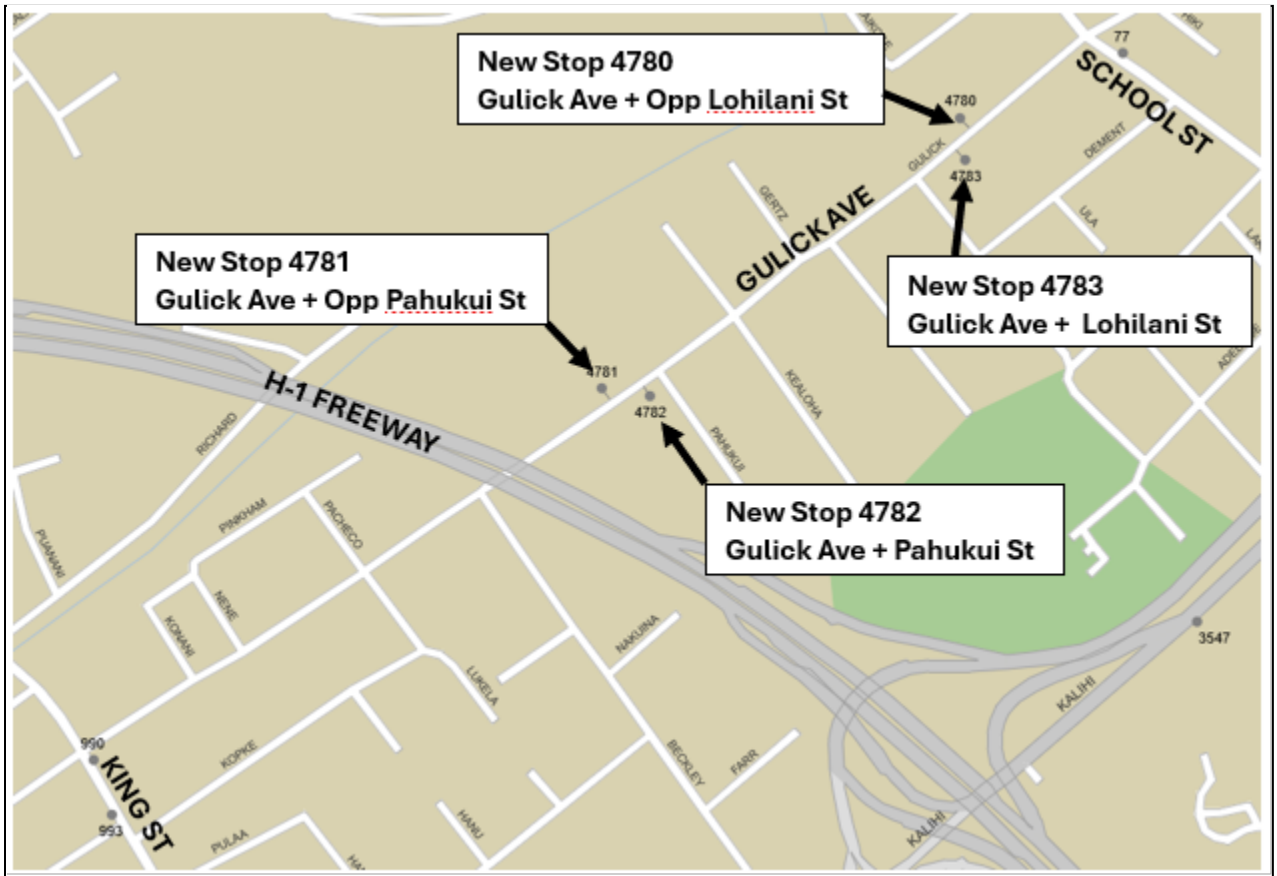 HIKI
77
SCHOOL ST
New Stop 4780
Gulick Ave + Opp Lohilani St
4780
GULICK
4783
DEMENT
ULA
GERTZ
GULICK AVE
New Stop 4781
Gulick Ave + Opp Pahukui St
New Stop 4783
Gulick Ave + Lohilani St
4781
4782
KEALOHA
PAHUKUI
H-1 FREEWAY
RICHARD
New Stop 4782
Gulick Ave + Pahukui St
PINKHAM
PACHECO
PUANANI
NENE
KONANI
NAKUINA
3547
LUKELA
KALIHI
990
KING ST
KOPKE
BECKLEY
FARR
993
HANU
PULAA
KALIHI